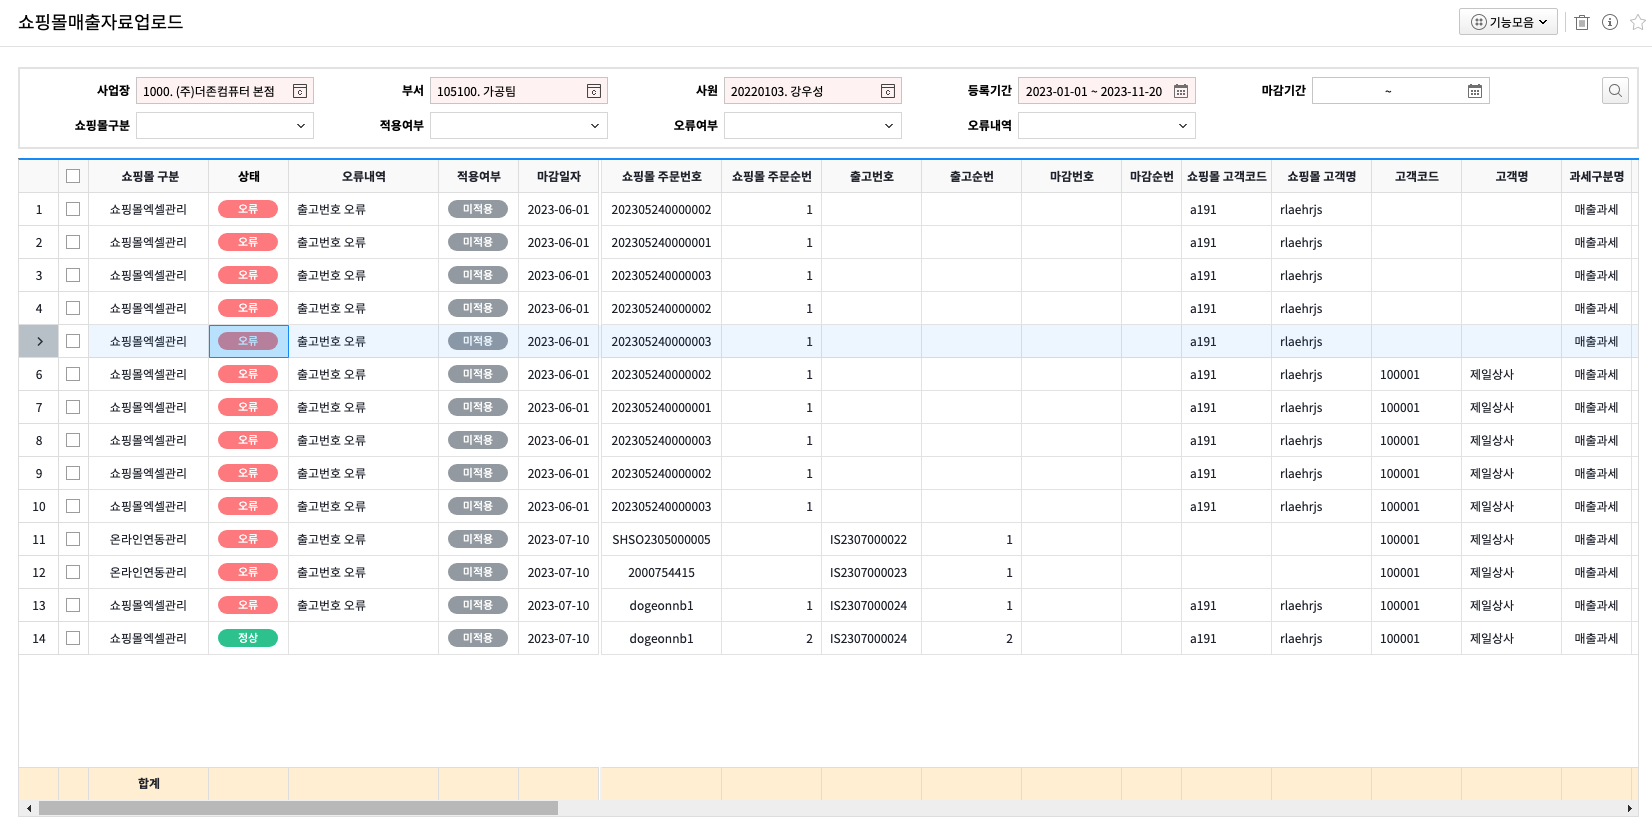 쇼핑몰매출자료업로드
기능모음
사업장 1000. (주)더존컴퓨터 본점 부서 105100. 가공팀 사원 20220103. 강우성 등록기간 2023-01-01 ~ 2023-11-20 마감기간 ~
쇼핑몰구분 적용여부 오류여부 오류내역
쇼핑몰 구분 상태 오류내역 적용여부 마감일자 쇼핑몰 주문번호 쇼핑몰 주문순번 출고번호 출고순번 마감번호 마감순번 쇼핑몰 고객코드 쇼핑몰 고객명 고객코드 고객명 과세구분명
1 쇼핑몰엑셀관리 오류 출고번호 오류 미적용 2023-06-01 202305240000002 1 a191 rlaehrjs 매출과세
2 쇼핑몰엑셀관리 오류 출고번호 오류 미적용 2023-06-01 202305240000001 1 a191 rlaehrjs 매출과세
3 쇼핑몰엑셀관리 오류 출고번호 오류 미적용 2023-06-01 202305240000003 1 a191 rlaehrjs 매출과세
4 쇼핑몰엑셀관리 오류 출고번호 오류 미적용 2023-06-01 202305240000002 1 a191 rlaehrjs 매출과세
쇼핑몰엑셀관리 오류 출고번호 오류 미적용 2023-06-01 202305240000003 1 a191 rlaehrjs 매출과세
6 쇼핑몰엑셀관리 오류 출고번호 오류 미적용 2023-06-01 202305240000002 1 a191 rlaehrjs 100001 제일상사 매출과세
7 쇼핑몰엑셀관리 오류 출고번호 오류 미적용 2023-06-01 202305240000001 1 a191 rlaehrjs 100001 제일상사 매출과세
8 쇼핑몰엑셀관리 오류 출고번호 오류 미적용 2023-06-01 202305240000003 1 a191 rlaehrjs 100001 제일상사 매출과세
9 쇼핑몰엑셀관리 오류 출고번호 오류 미적용 2023-06-01 202305240000002 1 a191 rlaehrjs 100001 제일상사 매출과세
10 쇼핑몰엑셀관리 오류 출고번호 오류 미적용 2023-06-01 202305240000003 1 a191 rlaehrjs 100001 제일상사 매출과세
11 온라인연동관리 오류 출고번호 오류 미적용 2023-07-10 SHSO2305000005 IS2307000022 1 100001 제일상사 매출과세
12 온라인연동관리 오류 출고번호 오류 미적용 2023-07-10 2000754415 IS2307000023 1 100001 제일상사 매출과세
13 쇼핑몰엑셀관리 오류 출고번호 오류 미적용 2023-07-10 dogeonnb1 1 IS2307000024 1 a191 rlaehrjs 100001 제일상사 매출과세
14 쇼핑몰엑셀관리 정상 미적용 2023-07-10 dogeonnb1 2 IS2307000024 2 a191 rlaehrjs 100001 제일상사 매출과세
합계